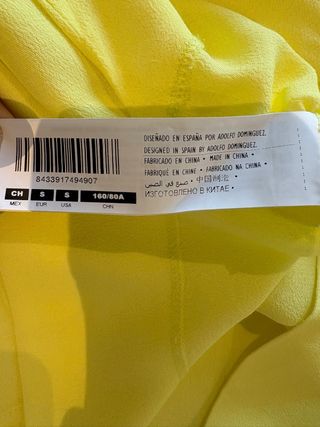 DISEÑADO EN ESPAÑA POR ADOLFO DOMINGUEZ.
DESIGNED IN SPAIN BY ADOLFO DOMINGUEZ.
FABRICADO EN CHINA • MADE IN CHINA •
FABRIQUÉ EN CHINE • FABRICADO NA CHINA •
صنع في الصين • 中国制造 •
ИЗГОТОВЛЕНО В КИТАЕ •
8433917494907
CH S S 160/80A
MEX EUR USA CHN